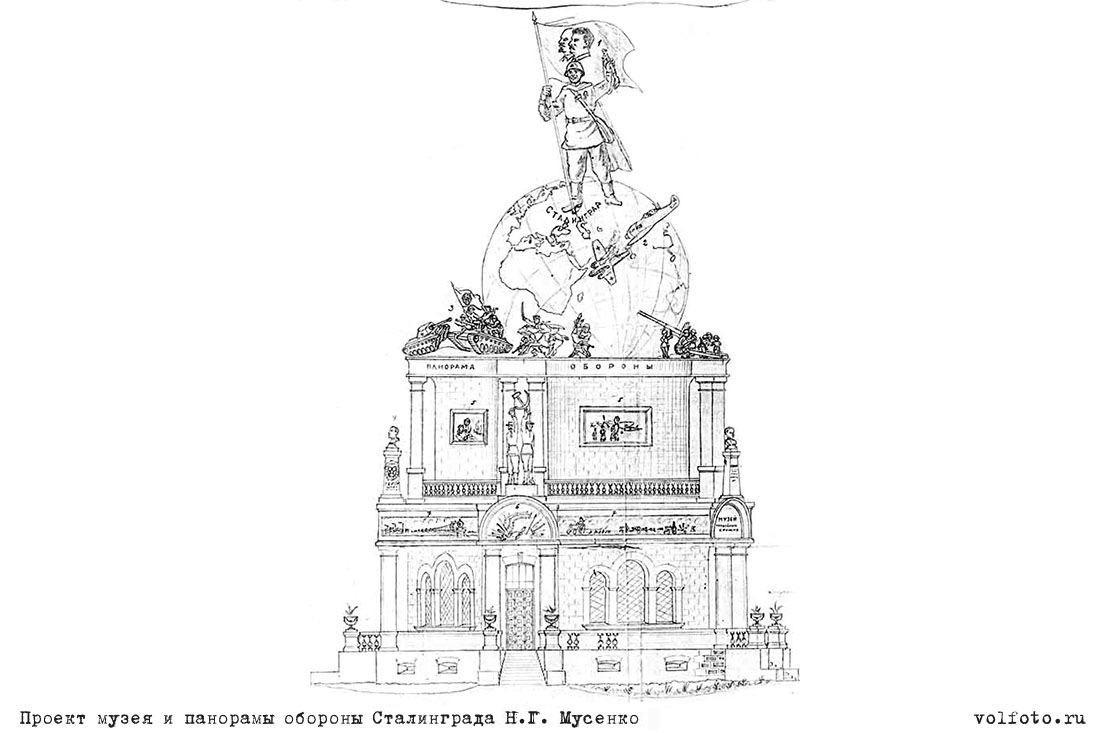 СТАЛИНГРАД
ПАНОРАМА ОБОРОНЫ
МУЗЕЙ
Проект музея и панорамы обороны Сталинграда Н.Г. Мусенко
volfoto.ru